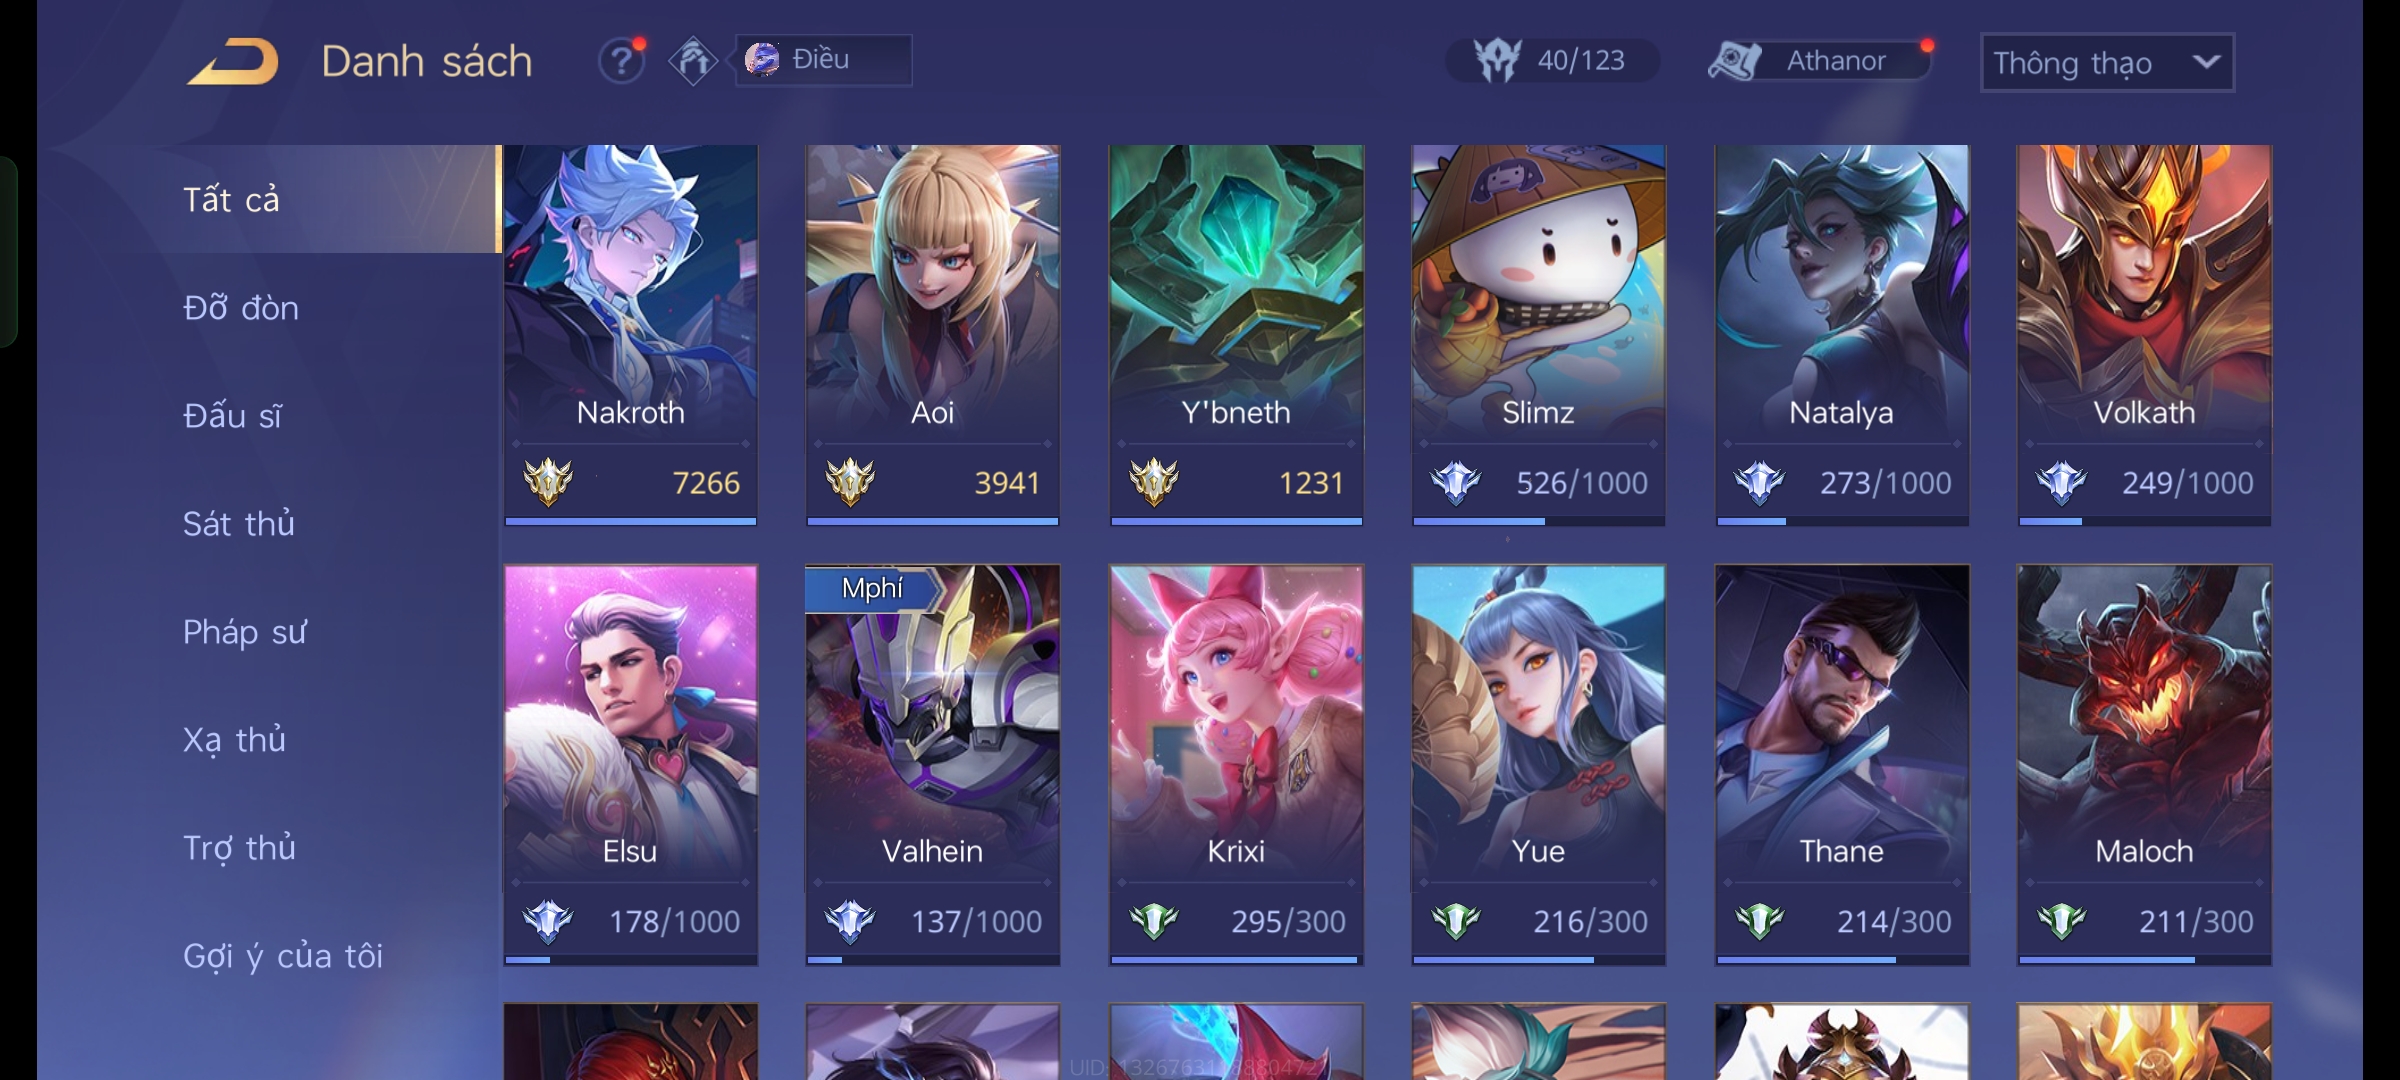 Danh sách
?
Điều
40/123
Athanor
Thông thạo
Tất cả
Đỡ đòn
Đấu sĩ
Sát thủ
Pháp sư
Xạ thủ
Trợ thủ
Gợi ý của tôi
Nakroth
Aoi
Y'bneth
Slimz
Natalya
Volkath
7266
3941
1231
526/1000
273/1000
249/1000
Mphí
Elsu
Valhein
Krixi
Yue
Thane
Maloch
178/1000
137/1000
295/300
216/300
214/300
211/300
UID: